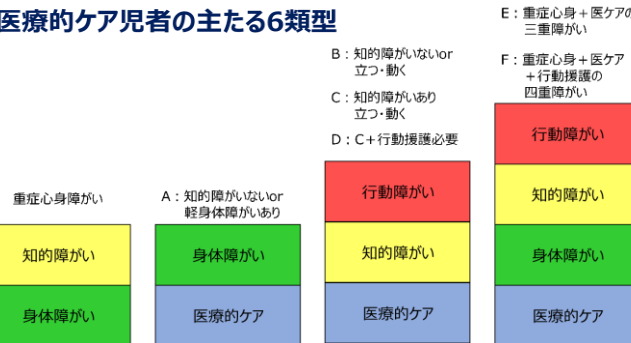 医療的ケア児者の主たる6類型
重症心身障がい
知的障がい
身体障がい
A：知的障がいないor
軽身体障がいあり
身体障がい
医療的ケア
B：知的障がいないor
立つ・動く
C：知的障がいあり
立つ・動く
D：C＋行動援護必要
行動障がい
知的障がい
医療的ケア
E：重症心身＋医ケアの
三重障がい
F：重症心身＋医ケア
＋行動援護の
四重障がい
行動障がい
知的障がい
身体障がい
医療的ケア